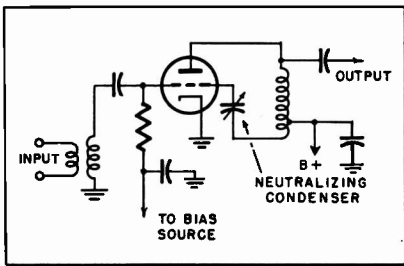 OUTPUT
INPUT
B+
NEUTRALIZING
CONDENSER
TO BIAS
SOURCE